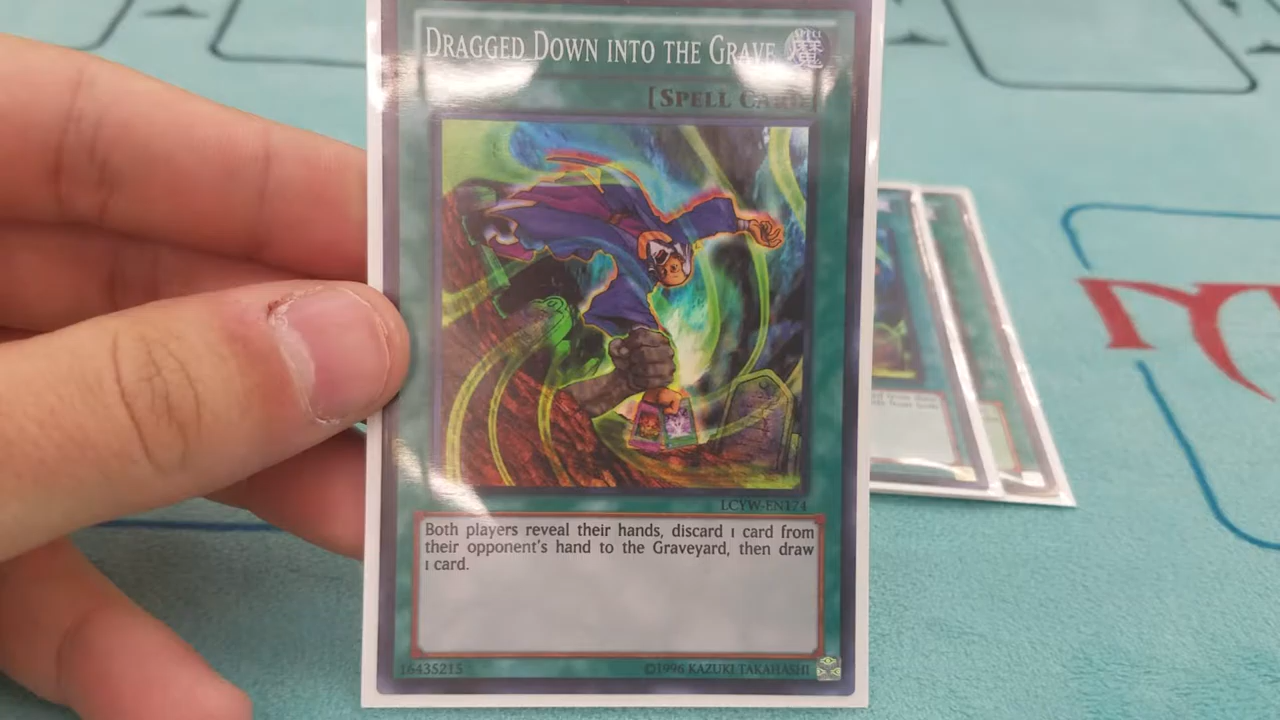 DRAGGED DOWN INTO THE GRAVE
[SPELL CARD]
LCYW-EN174
Both players reveal their hands, discard 1 card from
their opponent's hand to the Graveyard, then draw
1 card.
16435215
©1996 KAZUKI TAKAHASHI